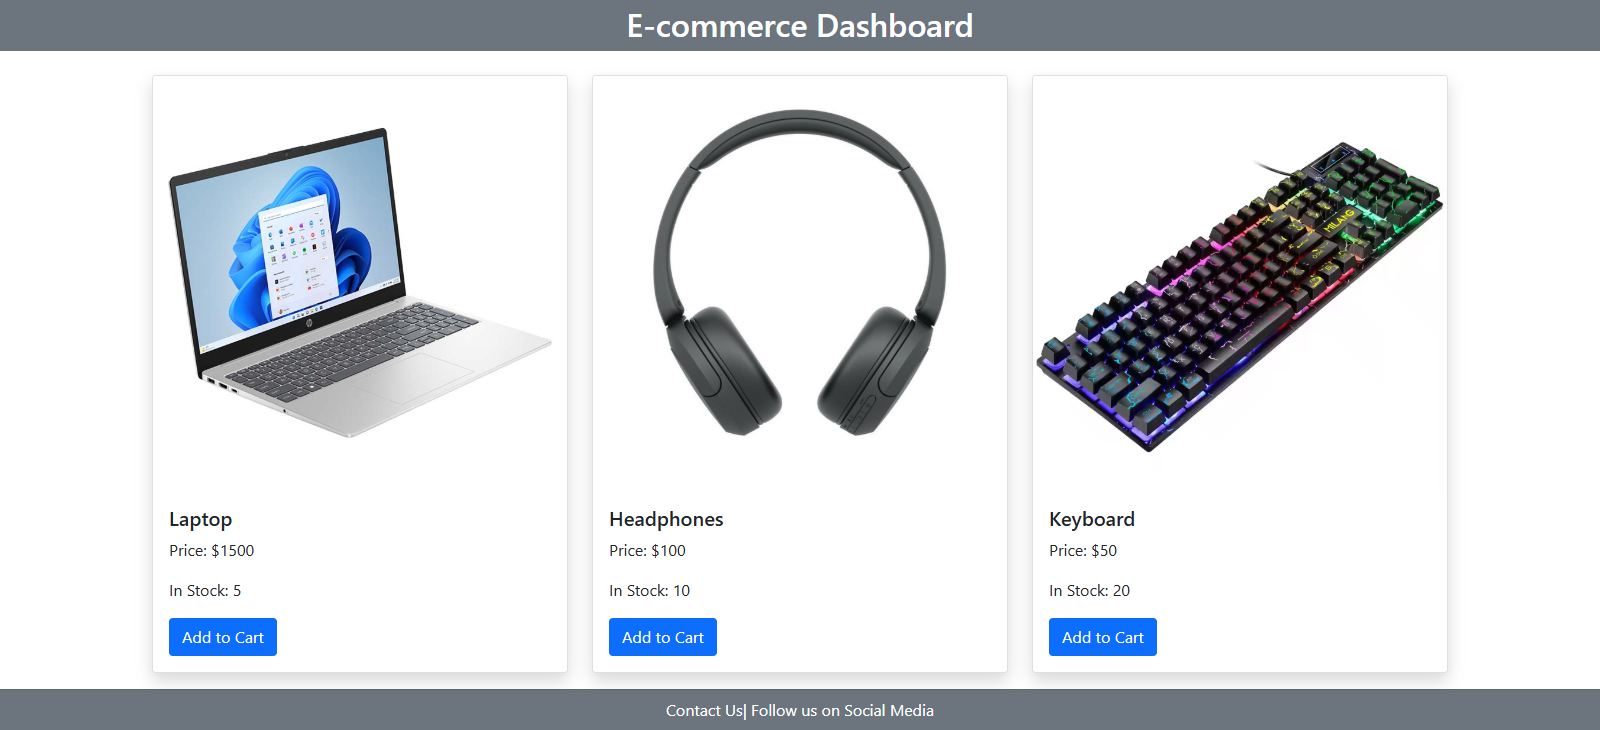 E-commerce Dashboard
MILANG
Laptop
Price: $1500
In Stock: 5
Add to Cart
Headphones
Price: $100
In Stock: 10
Add to Cart
Keyboard
Price: $50
In Stock: 20
Add to Cart
Contact Us| Follow us on Social Media